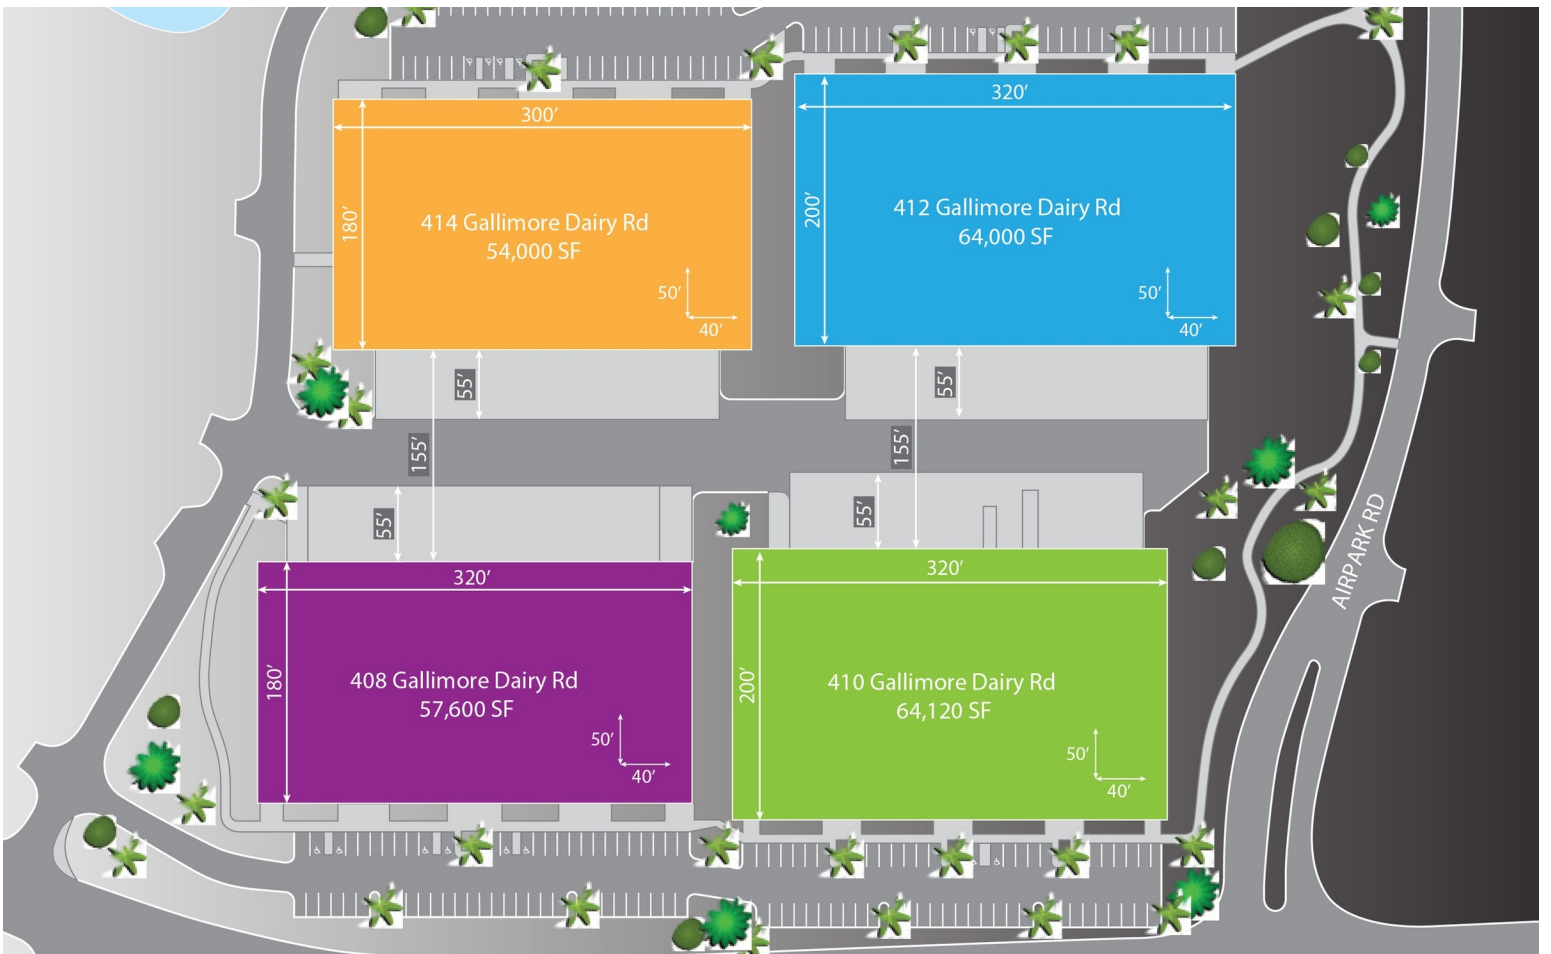 300'
180'
414 Gallimore Dairy Rd
54,000 SF
50'
40'
320'
200'
412 Gallimore Dairy Rd
64,000 SF
50'
40'
55'
155'
55'
55'
155'
55'
320'
180'
408 Gallimore Dairy Rd
57,600 SF
50'
40'
320'
200'
410 Gallimore Dairy Rd
64,120 SF
50'
40'
AIRPARK RD